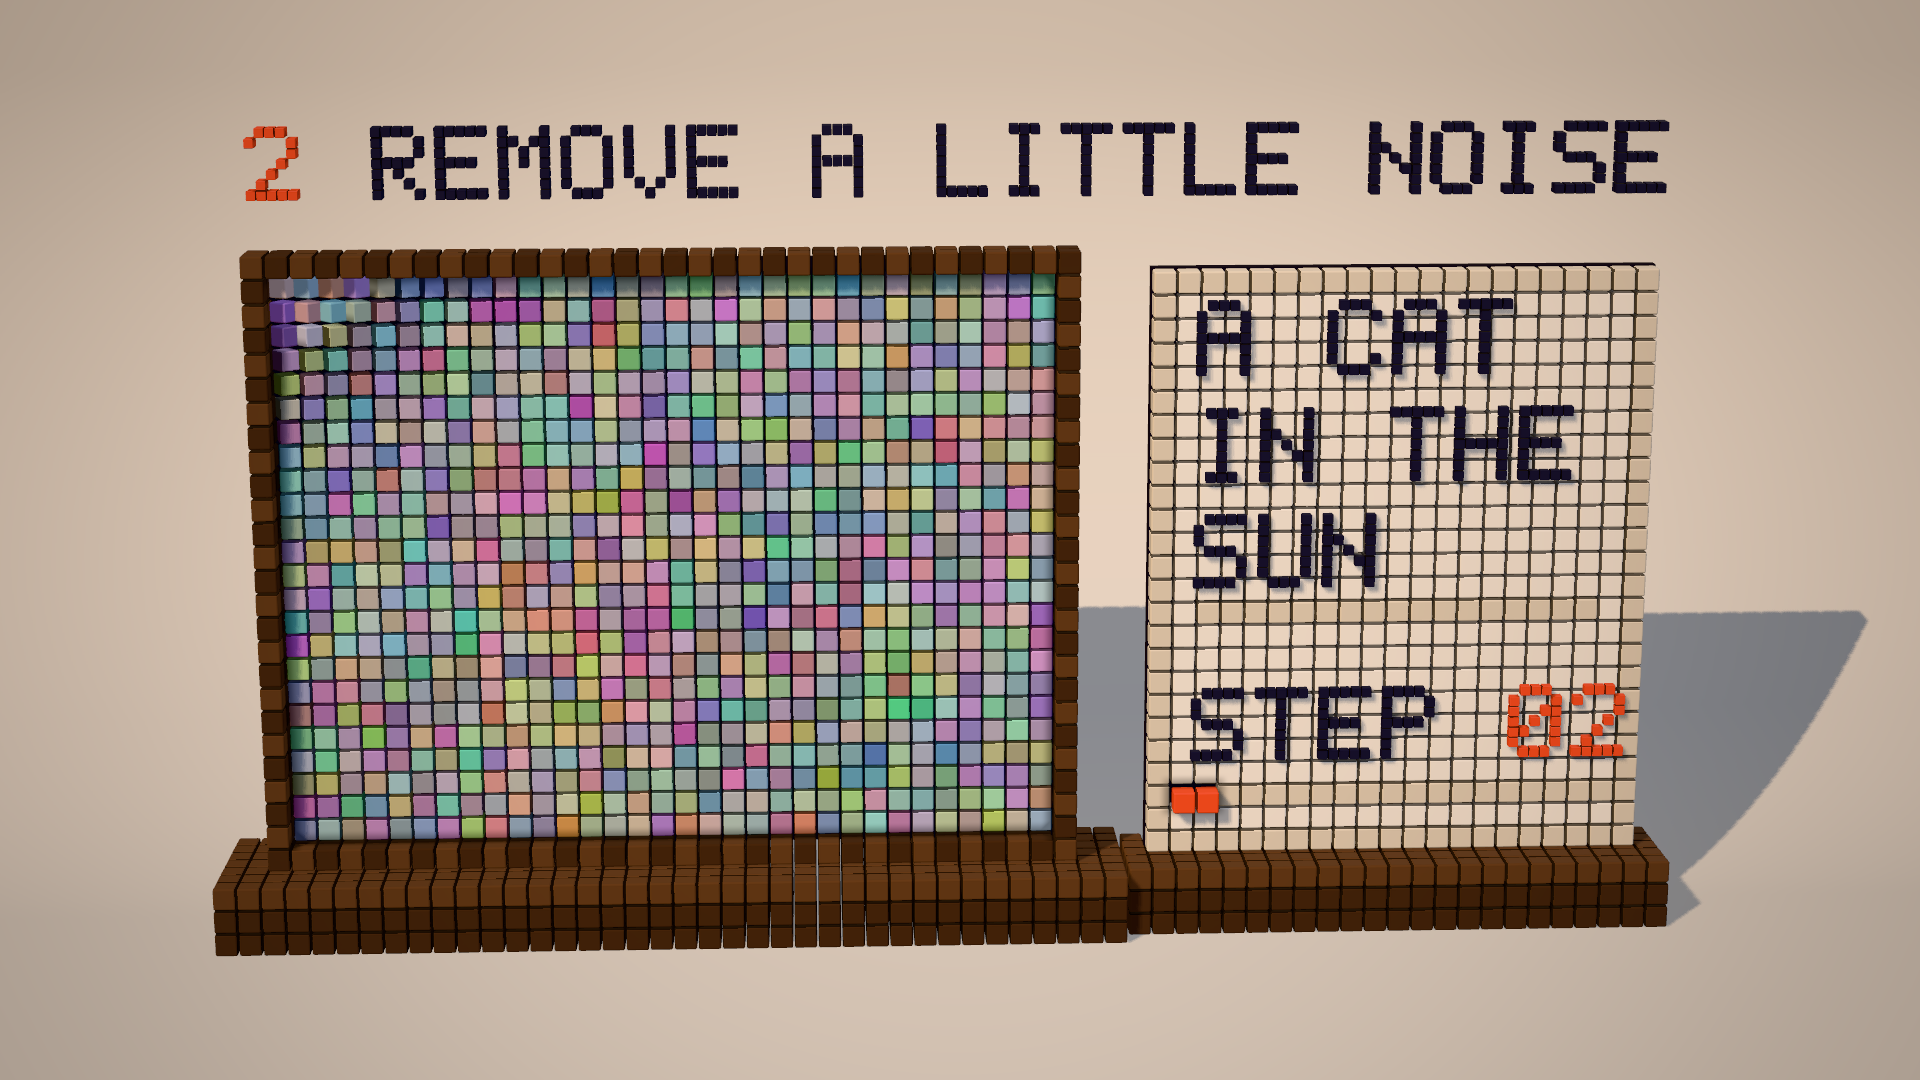 2 REMOVE A LITTLE NOISE
A CAT
IN THE
SUN
STEP 02